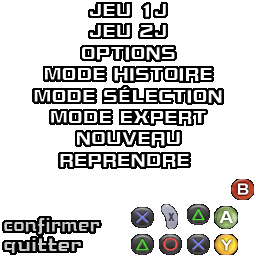 JEU 1J
JEU 2J
OPTIONS
MODE HISTOIRE
MODE SÉLECTION
MODE EXPERT
NOUVEAU
REPRENDRE
B
confirmer A
quitter Y